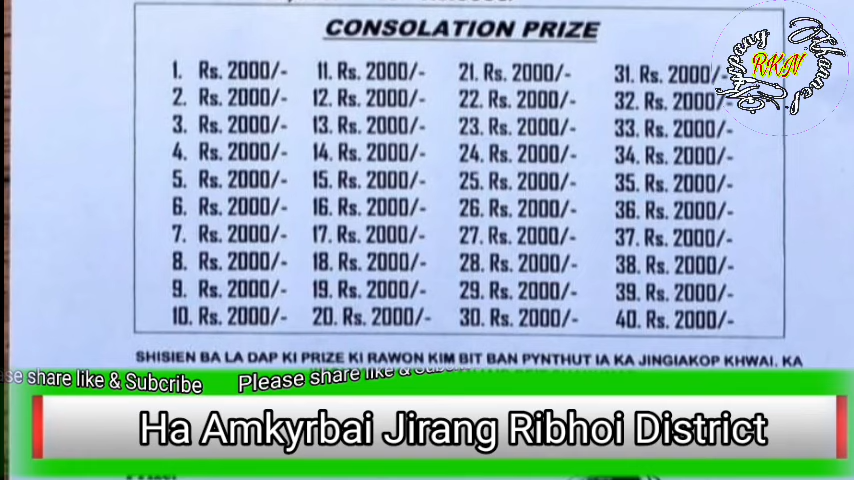 CONSOLATION PRIZE
1. Rs. 2000/- 11. Rs. 2000/- 21. Rs. 2000/- 31. Rs. 2000/-
2. Rs. 2000/- 12. Rs. 2000/- 22. Rs. 2000/- 32. Rs. 2000/-
3. Rs. 2000/- 13. Rs. 2000/- 23. Rs. 2000/- 33. Rs. 2000/-
4. Rs. 2000/- 14. Rs. 2000/- 24. Rs. 2000/- 34. Rs. 2000/-
5. Rs. 2000/- 15. Rs. 2000/- 25. Rs. 2000/- 35. Rs. 2000/-
6. Rs. 2000/- 16. Rs. 2000/- 26. Rs. 2000/- 36. Rs. 2000/-
7. Rs. 2000/- 17. Rs. 2000/- 27. Rs. 2000/- 37. Rs. 2000/-
8. Rs. 2000/- 18. Rs. 2000/- 28. Rs. 2000/- 38. Rs. 2000/-
9. Rs. 2000/- 19. Rs. 2000/- 29. Rs. 2000/- 39. Rs. 2000/-
10. Rs. 2000/- 20. Rs. 2000/- 30. Rs. 2000/- 40. Rs. 2000/-
RKN
SHISIEN BA LA DAP KI PRIZE KI RAWON KIM BIT BAN PYNTHUT IA KA JINGIAKOP KHWAI. KA
share like & Subcribe Please share like &
Ha Amkyrbai Jirang Ribhoi District